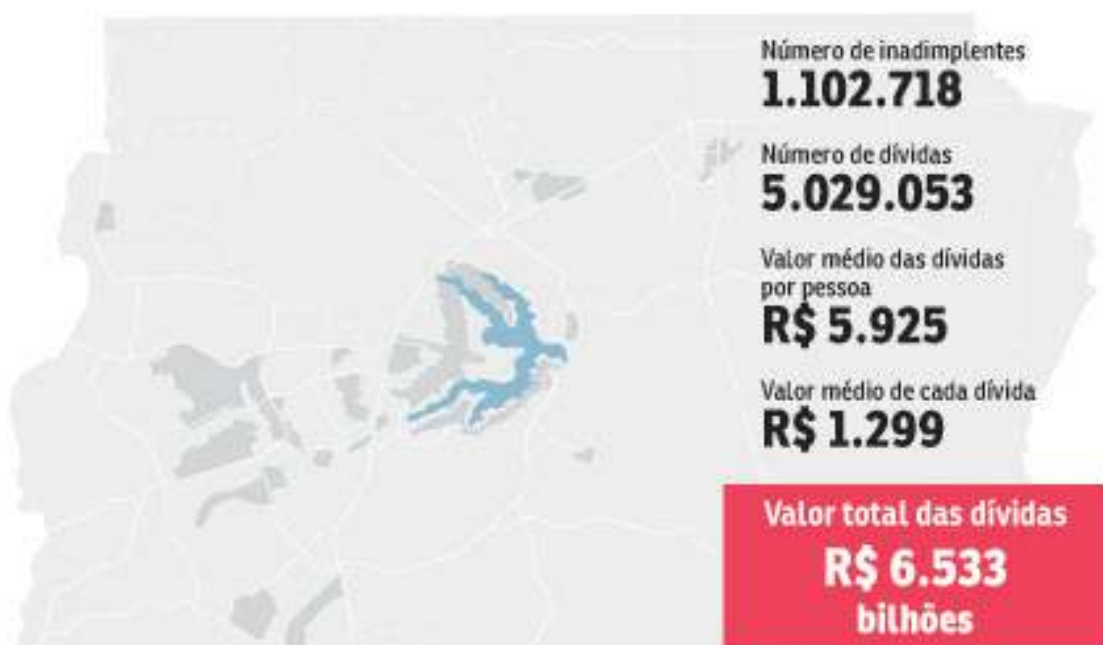 Número de inadimplentes
1.102.718
Número de dívidas
5.029.053
Valor médio das dívidas
por pessoa
R$ 5.925
Valor médio de cada dívida
R$ 1.299
Valor total das dívidas
R$ 6.533
bilhões